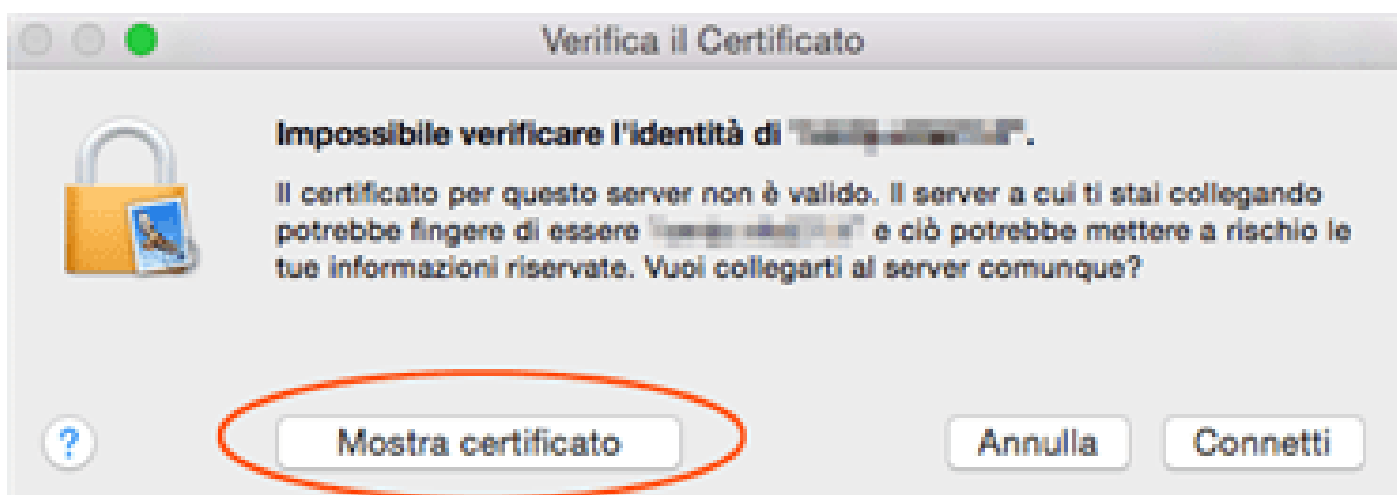 Verifica il Certificato
Impossibile verificare l'identità di " ".
Il certificato per questo server non è valido. Il server a cui ti stai collegando
potrebbe fingere di essere " " e ciò potrebbe mettere a rischio le
tue informazioni riservate. Vuoi collegarti al server comunque?
?
Mostra certificato
Annulla
Connetti